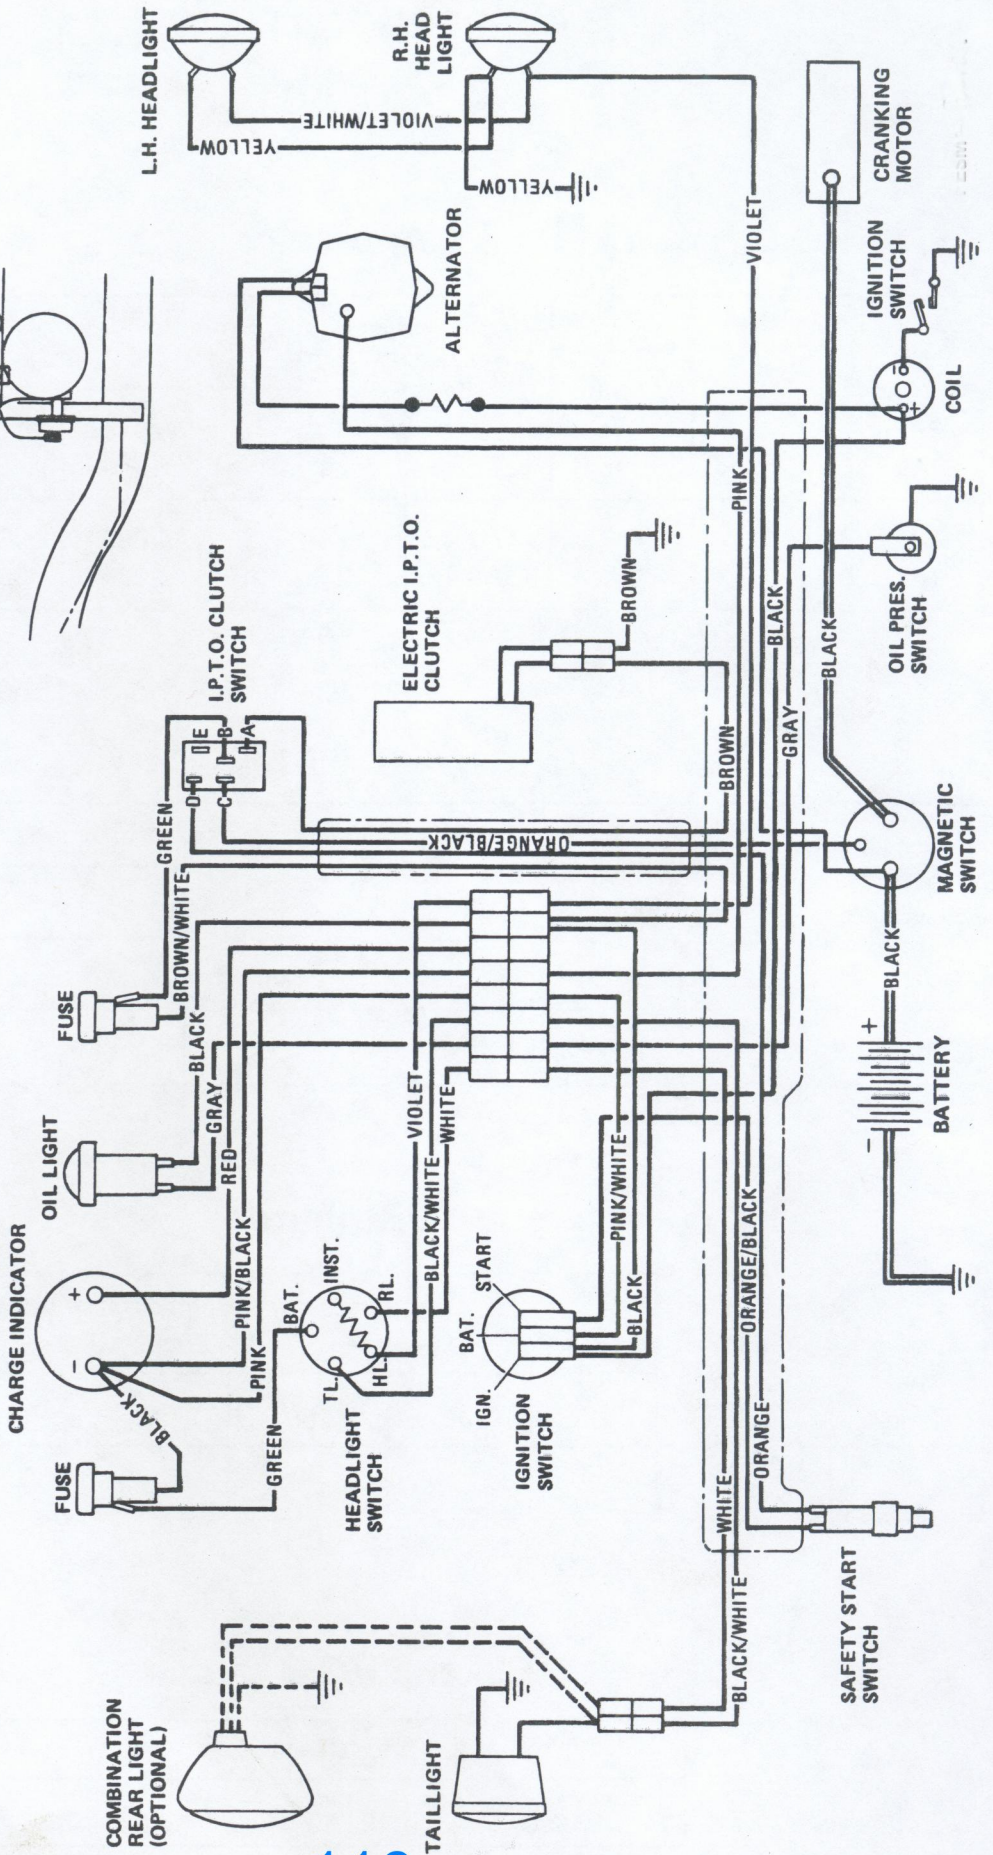 L.H. HEADLIGHT
R.H.
HEAD
LIGHT
VIOLET/WHITE
YELLOW
YELLOW
CRANKING
MOTOR
ALTERNATOR
VIOLET
IGNITION
SWITCH
COIL
PINK
I.P.T.O. CLUTCH
SWITCH
ELECTRIC I.P.T.O.
CLUTCH
BROWN
BLACK
OIL PRES.
SWITCH
BLACK
GRAY
BROWN
E
B
A
D
C
GREEN
ORANGE/BLACK
MAGNETIC
SWITCH
FUSE
BROWN/WHITE
BLACK
BLACK
OIL LIGHT
GRAY
RED
VIOLET
WHITE
BLACK/WHITE
+
BATTERY
-
CHARGE INDICATOR
+
-
PINK/BLACK
PINK
BLACK
BAT.
INST.
RL.
TL.
HL.
HEADLIGHT
SWITCH
BAT.
START
IGN.
IGNITION
SWITCH
PINK/WHITE
BLACK
ORANGE/BLACK
ORANGE
FUSE
GREEN
WHITE
BLACK/WHITE
SAFETY START
SWITCH
COMBINATION
REAR LIGHT
(OPTIONAL)
TAILLIGHT
-
+